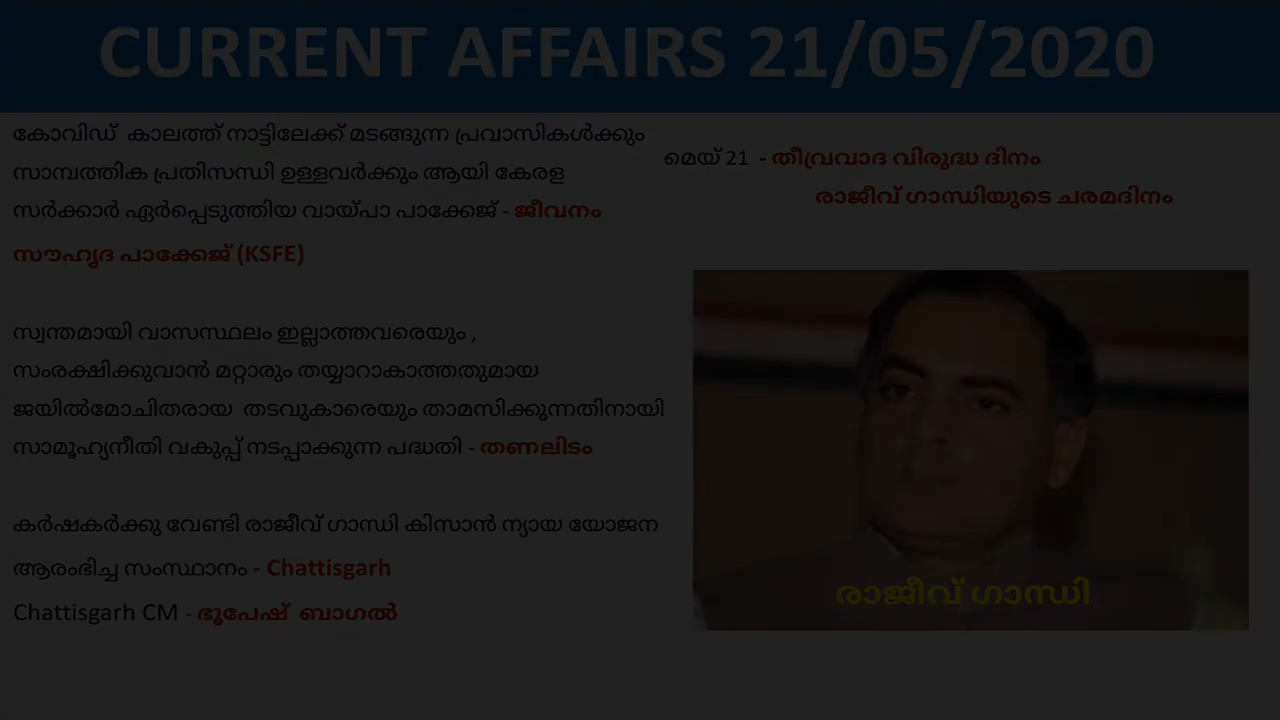 CURRENT AFFAIRS 21/05/2020
കോവിഡ് കാലത്ത് നാട്ടിലേക്ക് മടങ്ങുന്ന പ്രവാസികൾക്കും
സാമ്പത്തിക പ്രതിസന്ധി ഉള്ളവർക്കും ആയി കേരള
സർക്കാർ ഏർപ്പെടുത്തിയ വായ്പാ പാക്കേജ് - ജീവനം
സൗഹൃദ പാക്കേജ് (KSFE)
സ്വന്തമായി വാസസ്ഥലം ഇല്ലാത്തവരെയും ,
സംരക്ഷിക്കുവാൻ മറ്റാരും തയ്യാറാകാത്തതുമായ
ജയിൽമോചിതരായ തടവുകാരെയും താമസിക്കുന്നതിനായി
സാമൂഹ്യനീതി വകുപ്പ് നടപ്പാക്കുന്ന പദ്ധതി - തണലിടം
കർഷകർക്കു വേണ്ടി രാജീവ് ഗാന്ധി കിസാൻ ന്യായ യോജന
ആരംഭിച്ച സംസ്ഥാനം - Chattisgarh
Chattisgarh CM - ഭൂപേഷ് ബാഗൽ
മെയ് 21 - തീവ്രവാദ വിരുദ്ധ ദിനം
രാജീവ് ഗാന്ധിയുടെ ചരമദിനം
രാജീവ് ഗാന്ധി